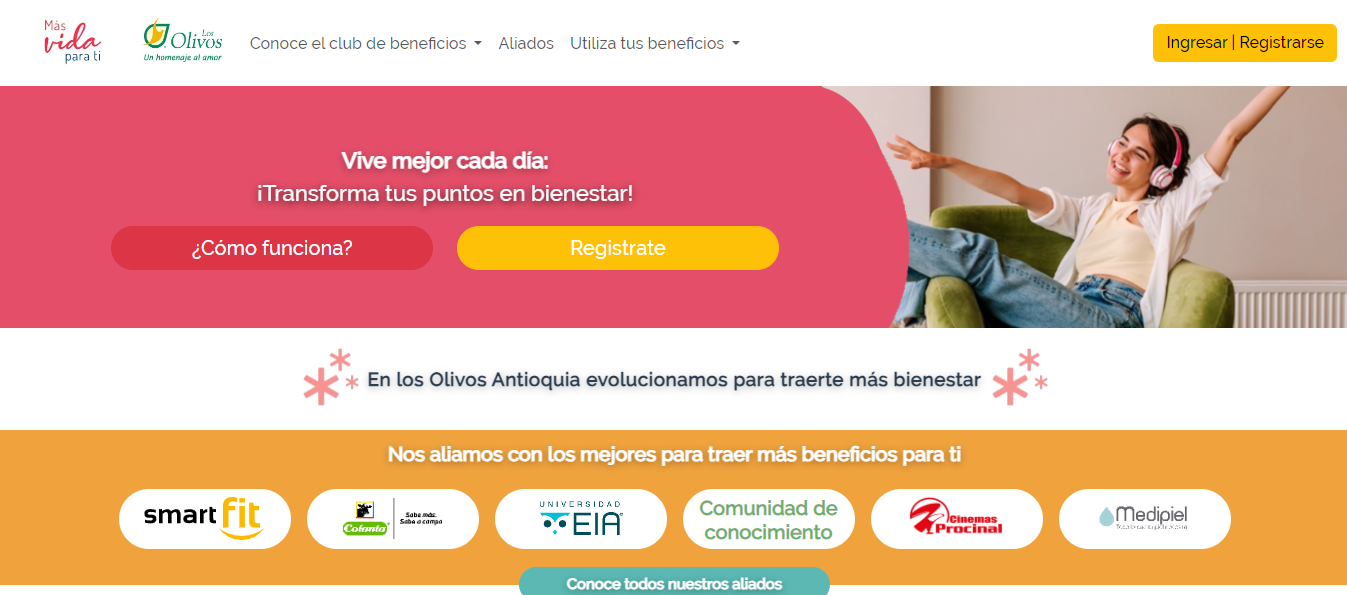 Más
vida
para ti
Los
Olivos
Un homenaje al amor
Conoce el club de beneficios
Aliados
Utiliza tus beneficios
Ingresar | Registrarse
Vive mejor cada día:
¡Transforma tus puntos en bienestar!
¿Cómo funciona?
Registrate
En los Olivos Antioquia evolucionamos para traerte más bienestar
Nos aliamos con los mejores para traer más beneficios para ti
smart fit
Colanta
Sabe más.
Sabe a campo
UNIVERSIDAD
EIA
Comunidad de
conocimiento
Cinemas
Procinal
Medipiel
Conoce todos nuestros aliados